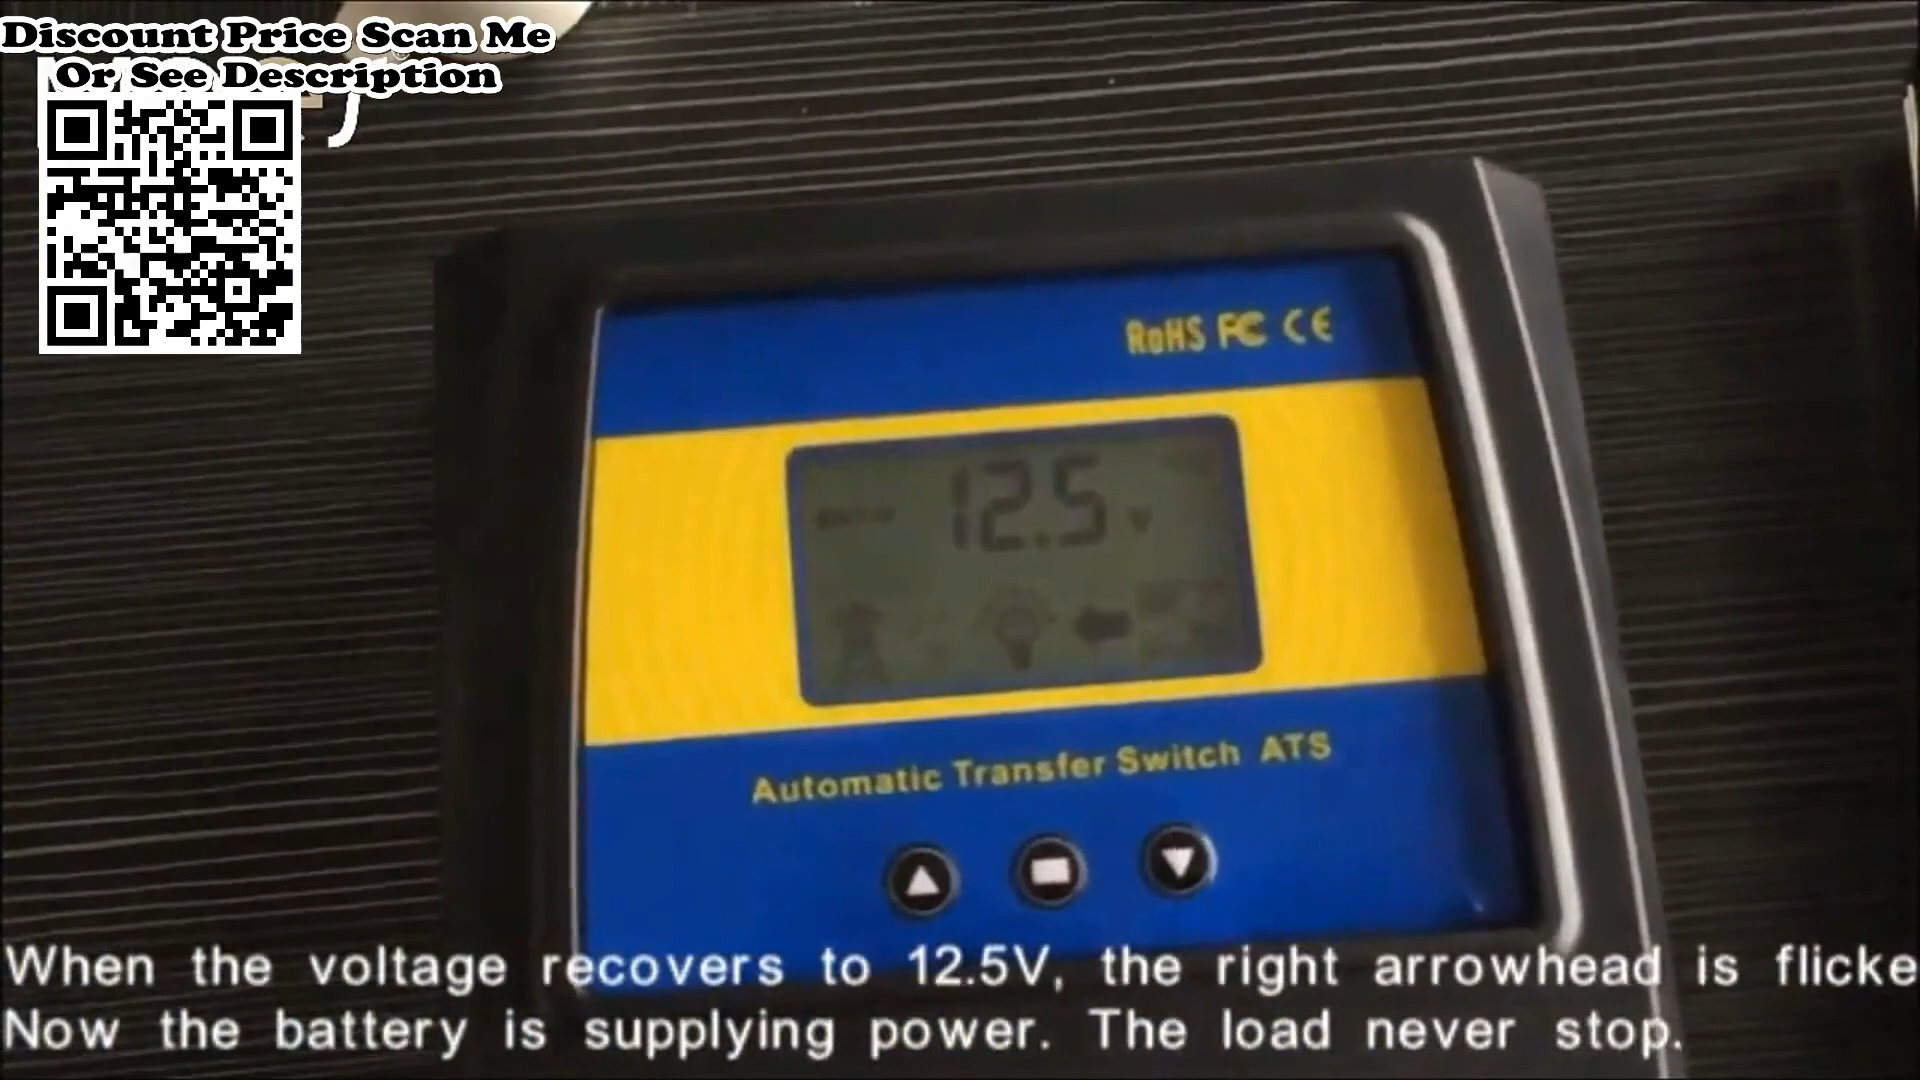 Discount Price Scan Me
Or See Description
RoHS FC CE
12.5 V
Automatic Transfer Switch ATS
When the voltage recovers to 12.5V, the right arrowhead is flicke
Now the battery is supplying power. The load never stop.